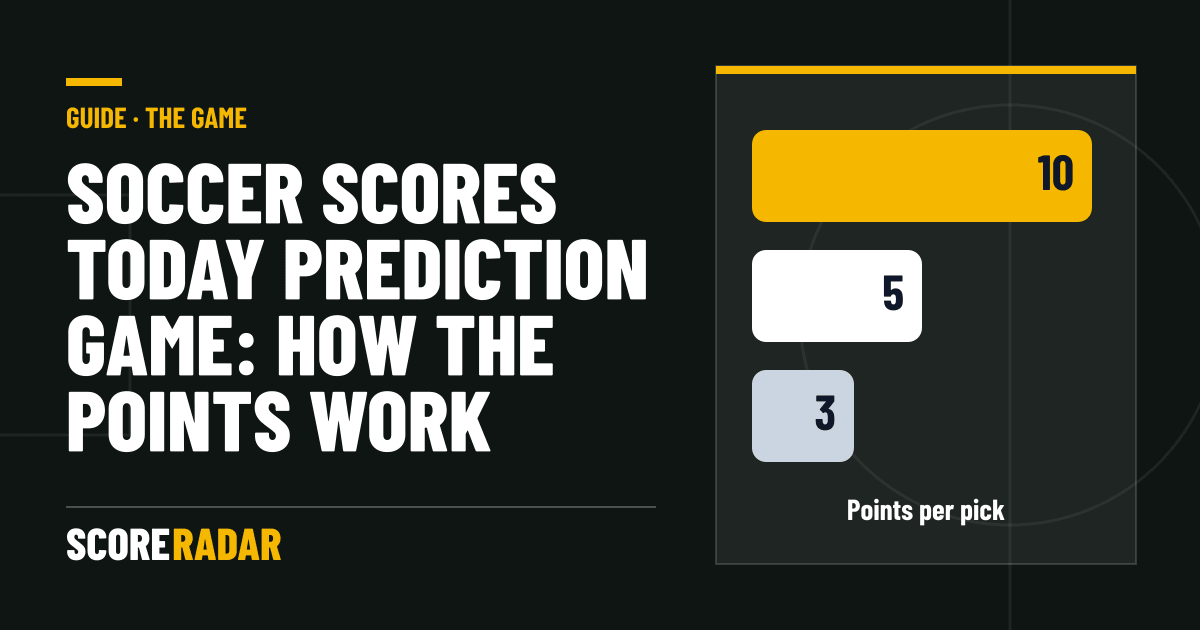 GUIDE · THE GAME
SOCCER SCORES
TODAY PREDICTION
GAME: HOW THE
POINTS WORK
SCORERADAR
10
5
3
Points per pick